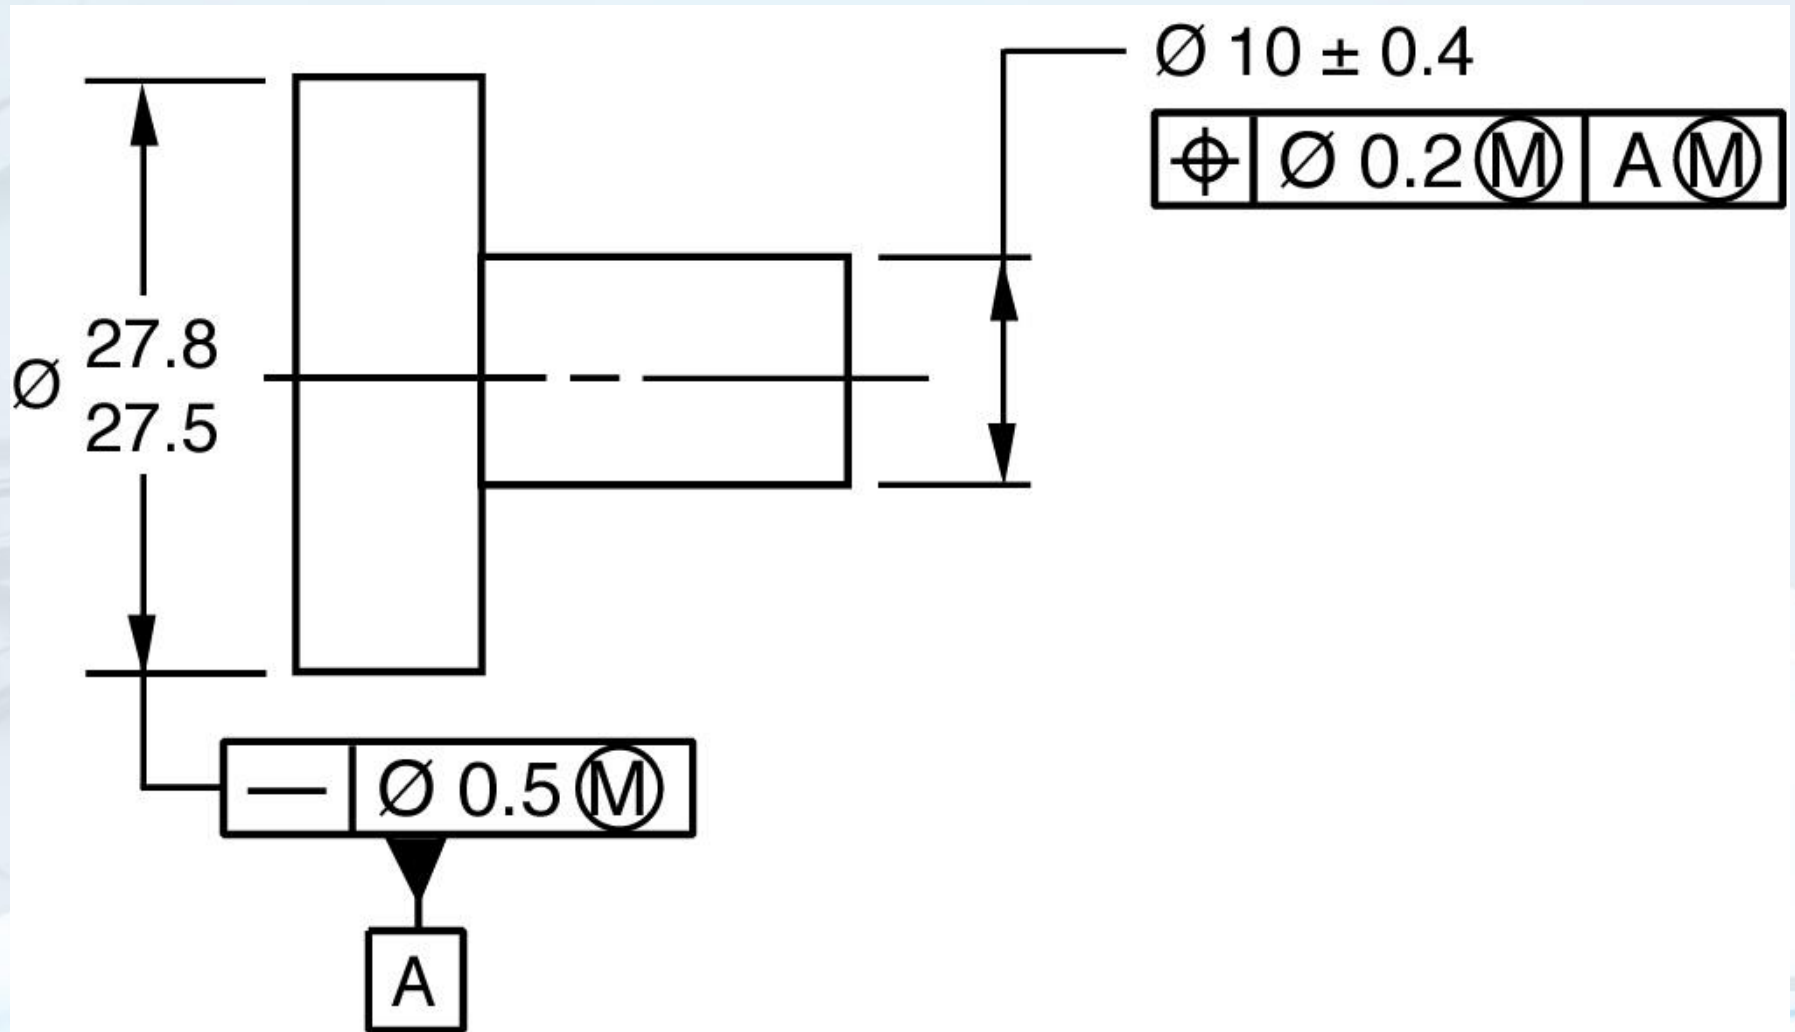 Ø 10 ± 0.4
⌖ Ø 0.2 Ⓜ A Ⓜ
Ø 27.8
27.5
— Ø 0.5 Ⓜ
A